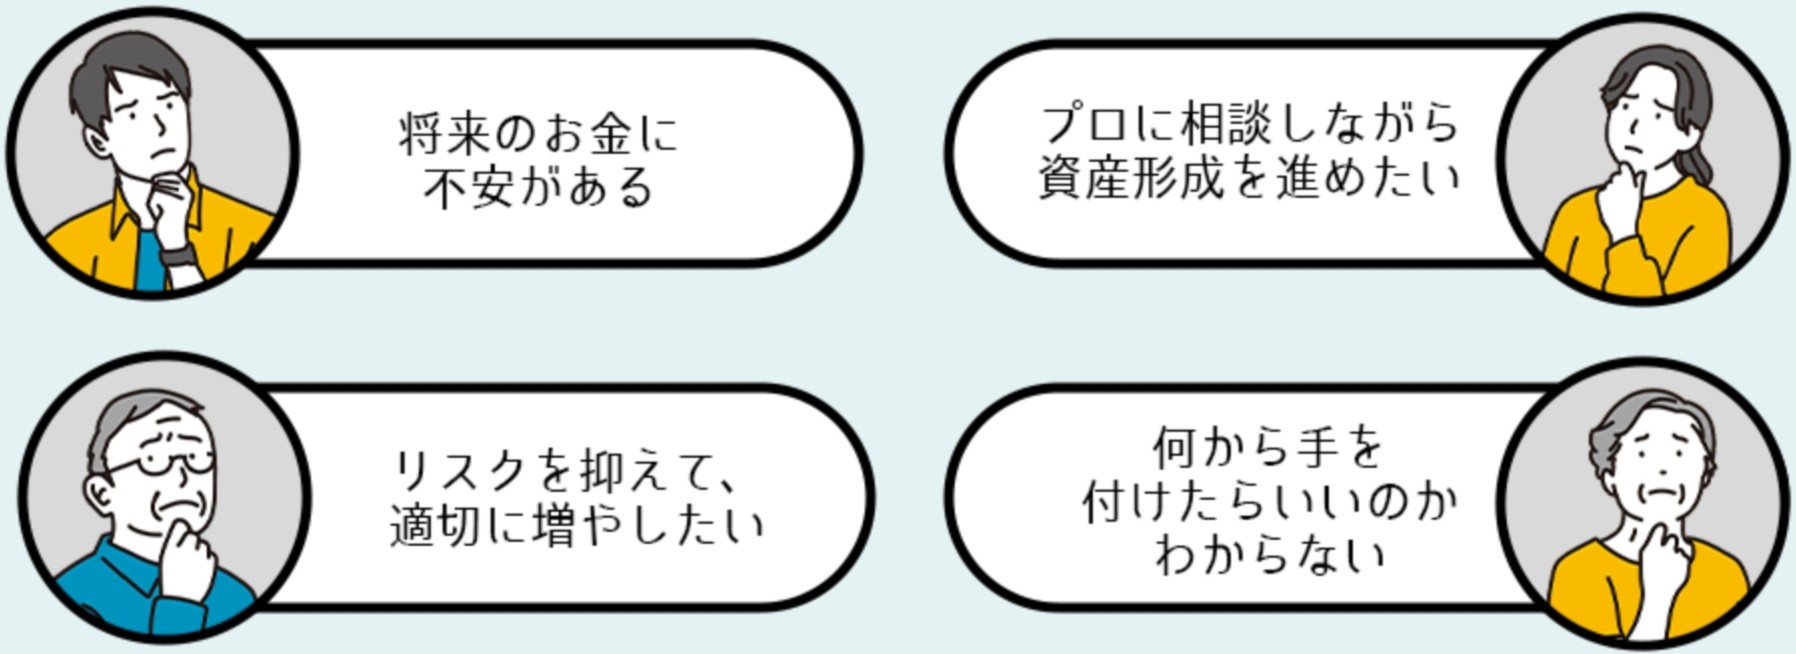 将来のお金に
不安がある
プロに相談しながら
資産形成を進めたい
リスクを抑えて、
適切に増やしたい
何から手を
付けたらいいのか
わからない